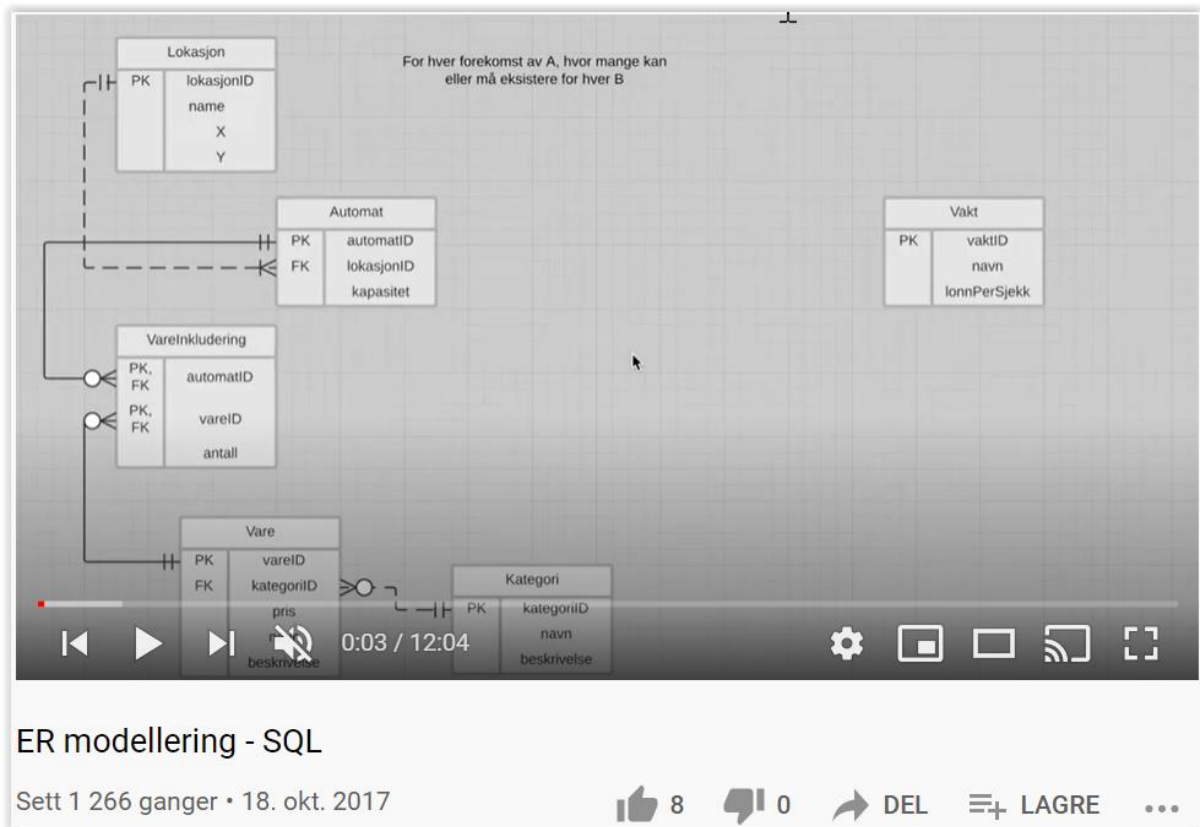 Lokasjon
PK lokasjonID
name
X
Y
For hver forekomst av A, hvor mange kan
eller må eksistere for hver B
Automat
PK automatID
FK lokasjonID
kapasitet
Vakt
PK vaktID
navn
lonnPerSjekk
VareInkludering
PK, FK automatID
PK, FK vareID
antall
Vare
PK vareID
FK kategoriID
pris
beskrivelse
Kategori
PK kategoriID
navn
beskrivelse
0:03 / 12:04
ER modellering - SQL
Sett 1 266 ganger • 18. okt. 2017
8 0 DEL LAGRE